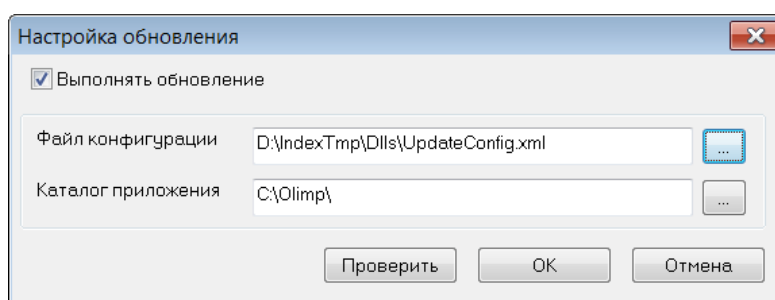 Настройка обновления
Выполнять обновление
Файл конфигурации D:\IndexTmp\Dlls\UpdateConfig.xml ...
Каталог приложения C:\Olimp\ ...
Проверить OK Отмена